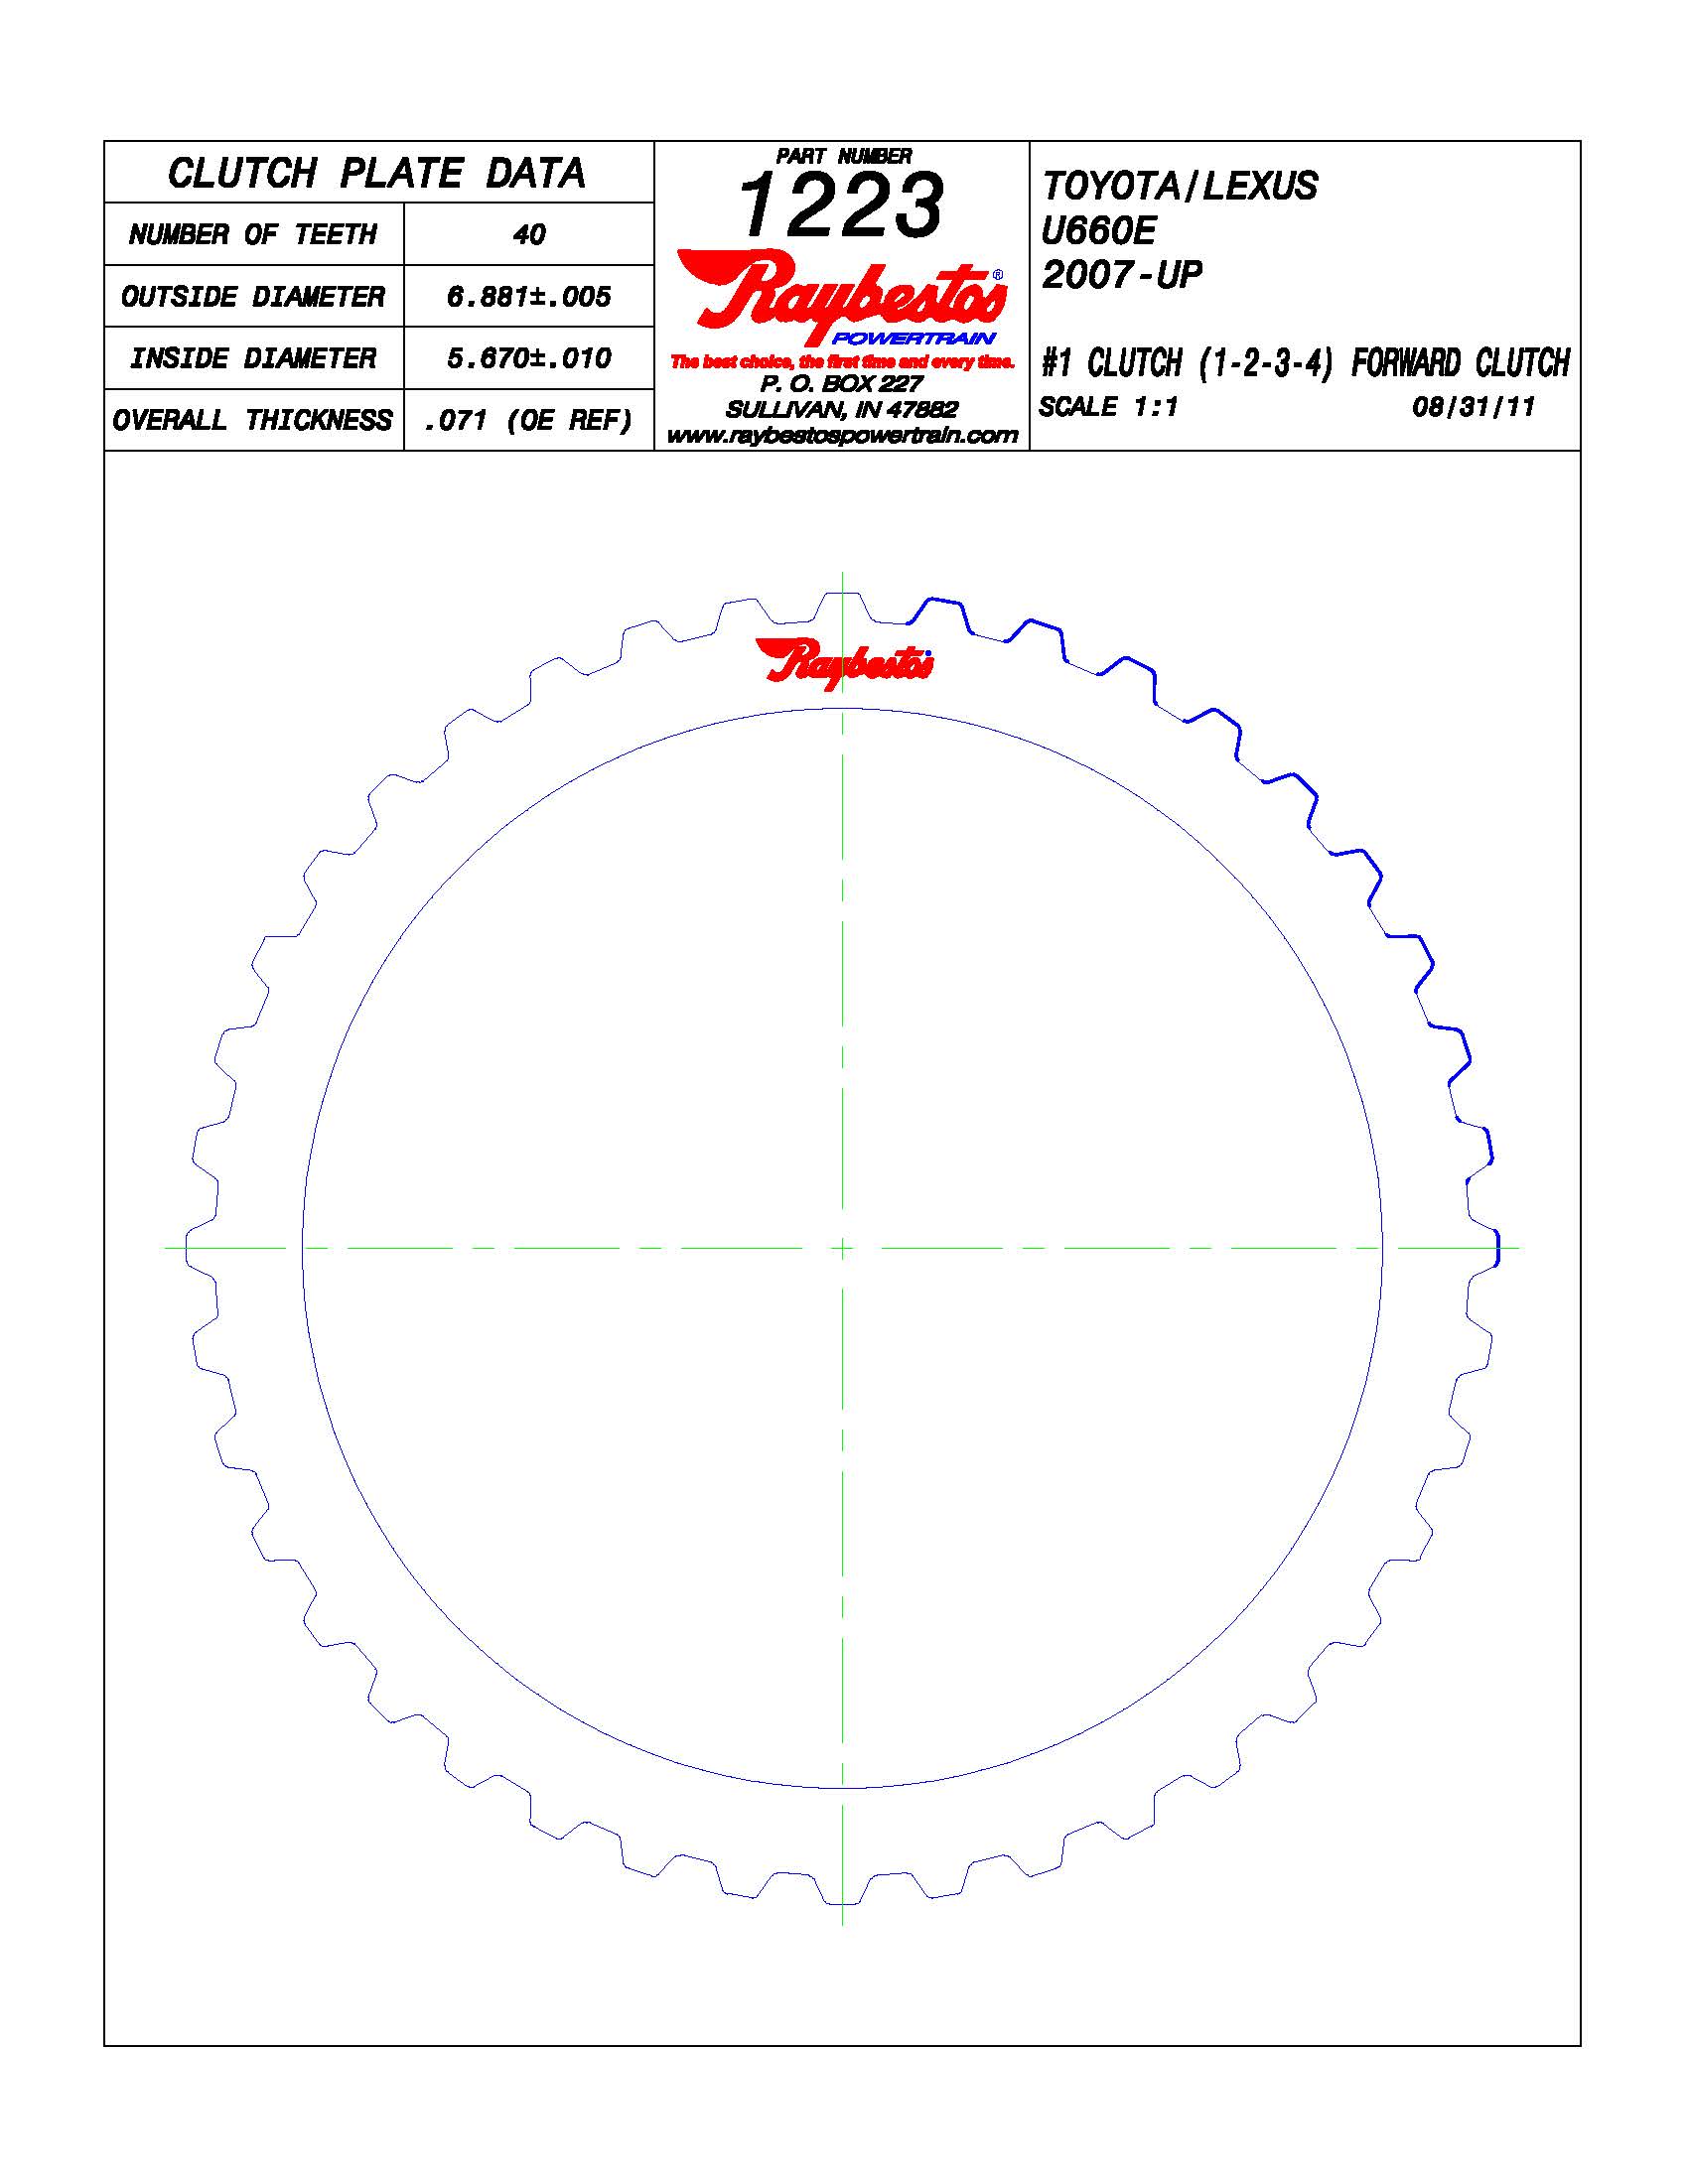 CLUTCH PLATE DATA
NUMBER OF TEETH 40
OUTSIDE DIAMETER 6.881±.005
INSIDE DIAMETER 5.670±.010
OVERALL THICKNESS .071 (OE REF)
PART NUMBER
1223
Raybestos®
POWERTRAIN
The best choice, the first time and every time.
P. O. BOX 227
SULLIVAN, IN 47882
www.raybestospowertrain.com
TOYOTA/LEXUS
U660E
2007-UP
#1 CLUTCH (1-2-3-4) FORWARD CLUTCH
SCALE 1:1 08/31/11
Raybestos